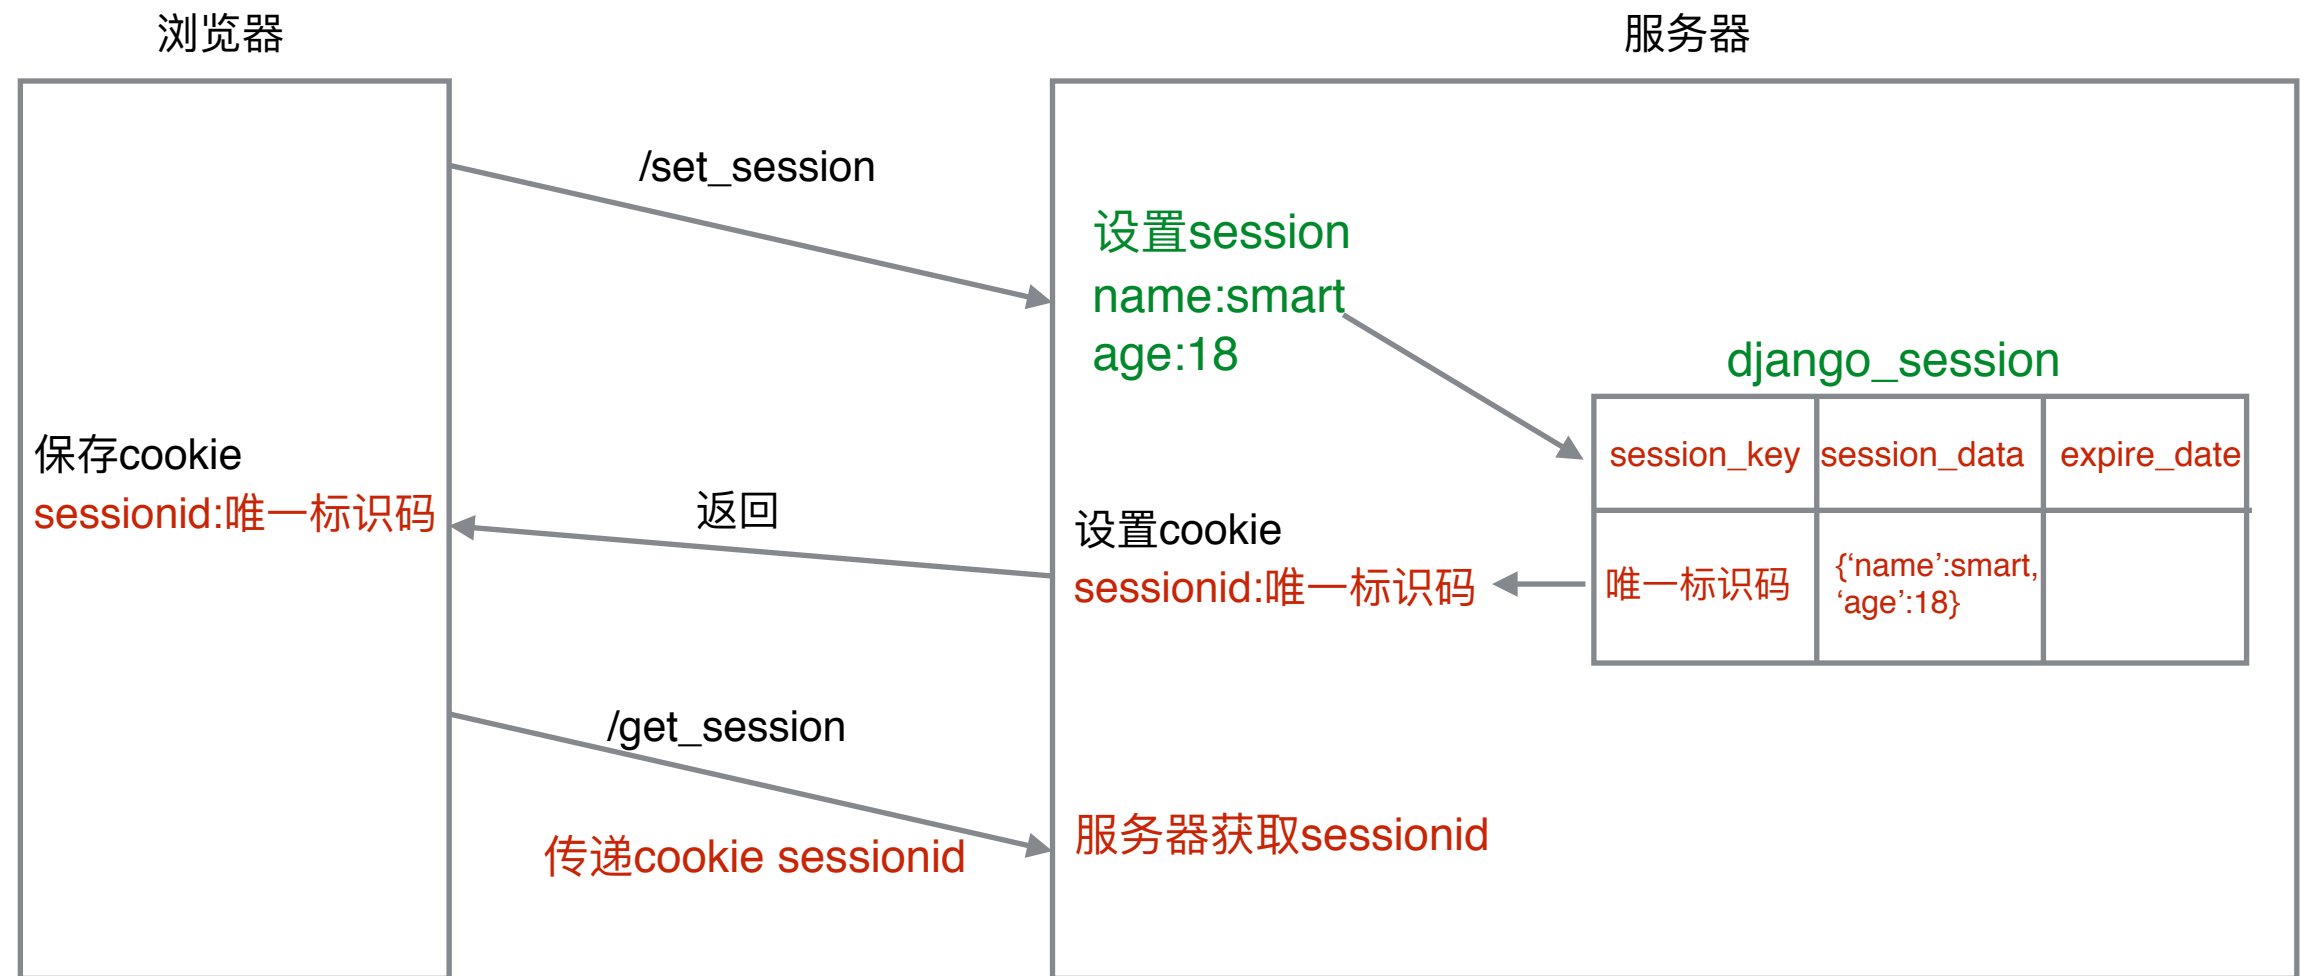 浏览器
服务器
/set_session
设置session
name:smart
age:18
django_session
session_key
session_data
expire_date
保存cookie
sessionid:唯一标识码
返回
设置cookie
sessionid:唯一标识码
唯一标识码
{‘name’:smart,
‘age’:18}
/get_session
传递cookie sessionid
服务器获取sessionid